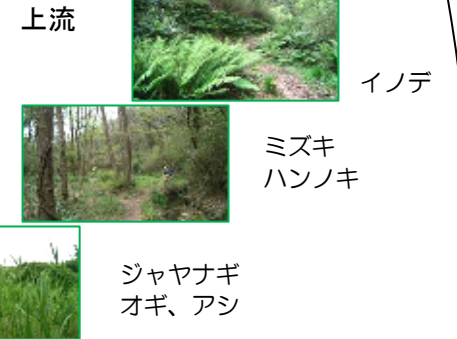 上流
イノデ
ミズキ
ハンノキ
ジャヤナギ
オギ、アシ